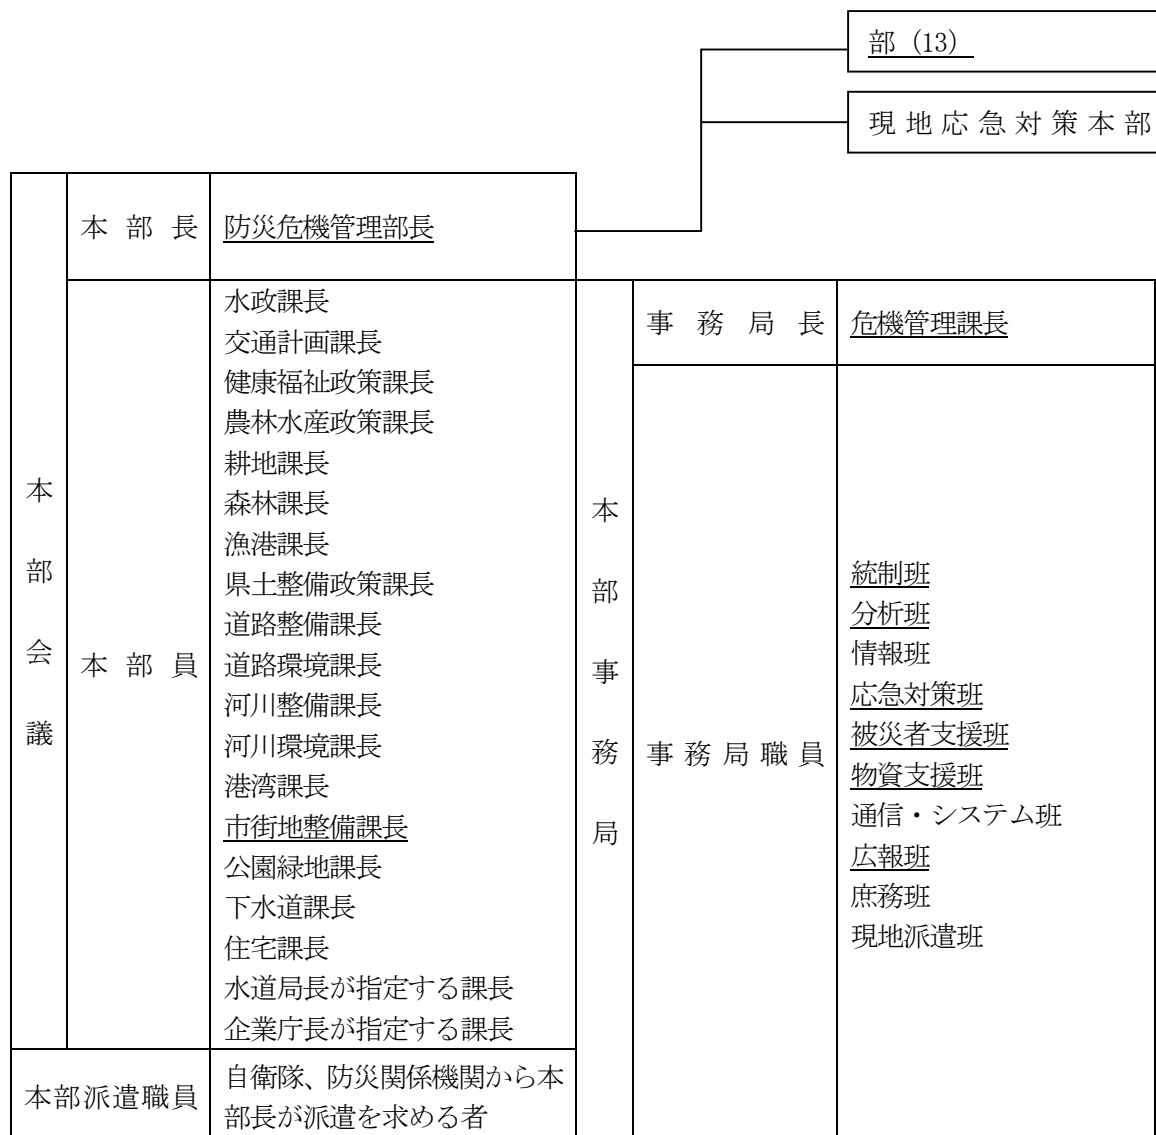 部（13）
現地応急対策本部
本部会議
本部長
防災危機管理部長
本部員
水政課長
交通計画課長
健康福祉政策課長
農林水産政策課長
耕地課長
森林課長
漁港課長
県土整備政策課長
道路整備課長
道路環境課長
河川整備課長
河川環境課長
港湾課長
市街地整備課長
公園緑地課長
下水道課長
住宅課長
水道局長が指定する課長
企業庁長が指定する課長
本部派遣職員
自衛隊、防災関係機関から本
部長が派遣を求める者
本部事務局
事務局長
危機管理課長
事務局職員
統制班
分析班
情報班
応急対策班
被災者支援班
物資支援班
通信・システム班
広報班
庶務班
現地派遣班